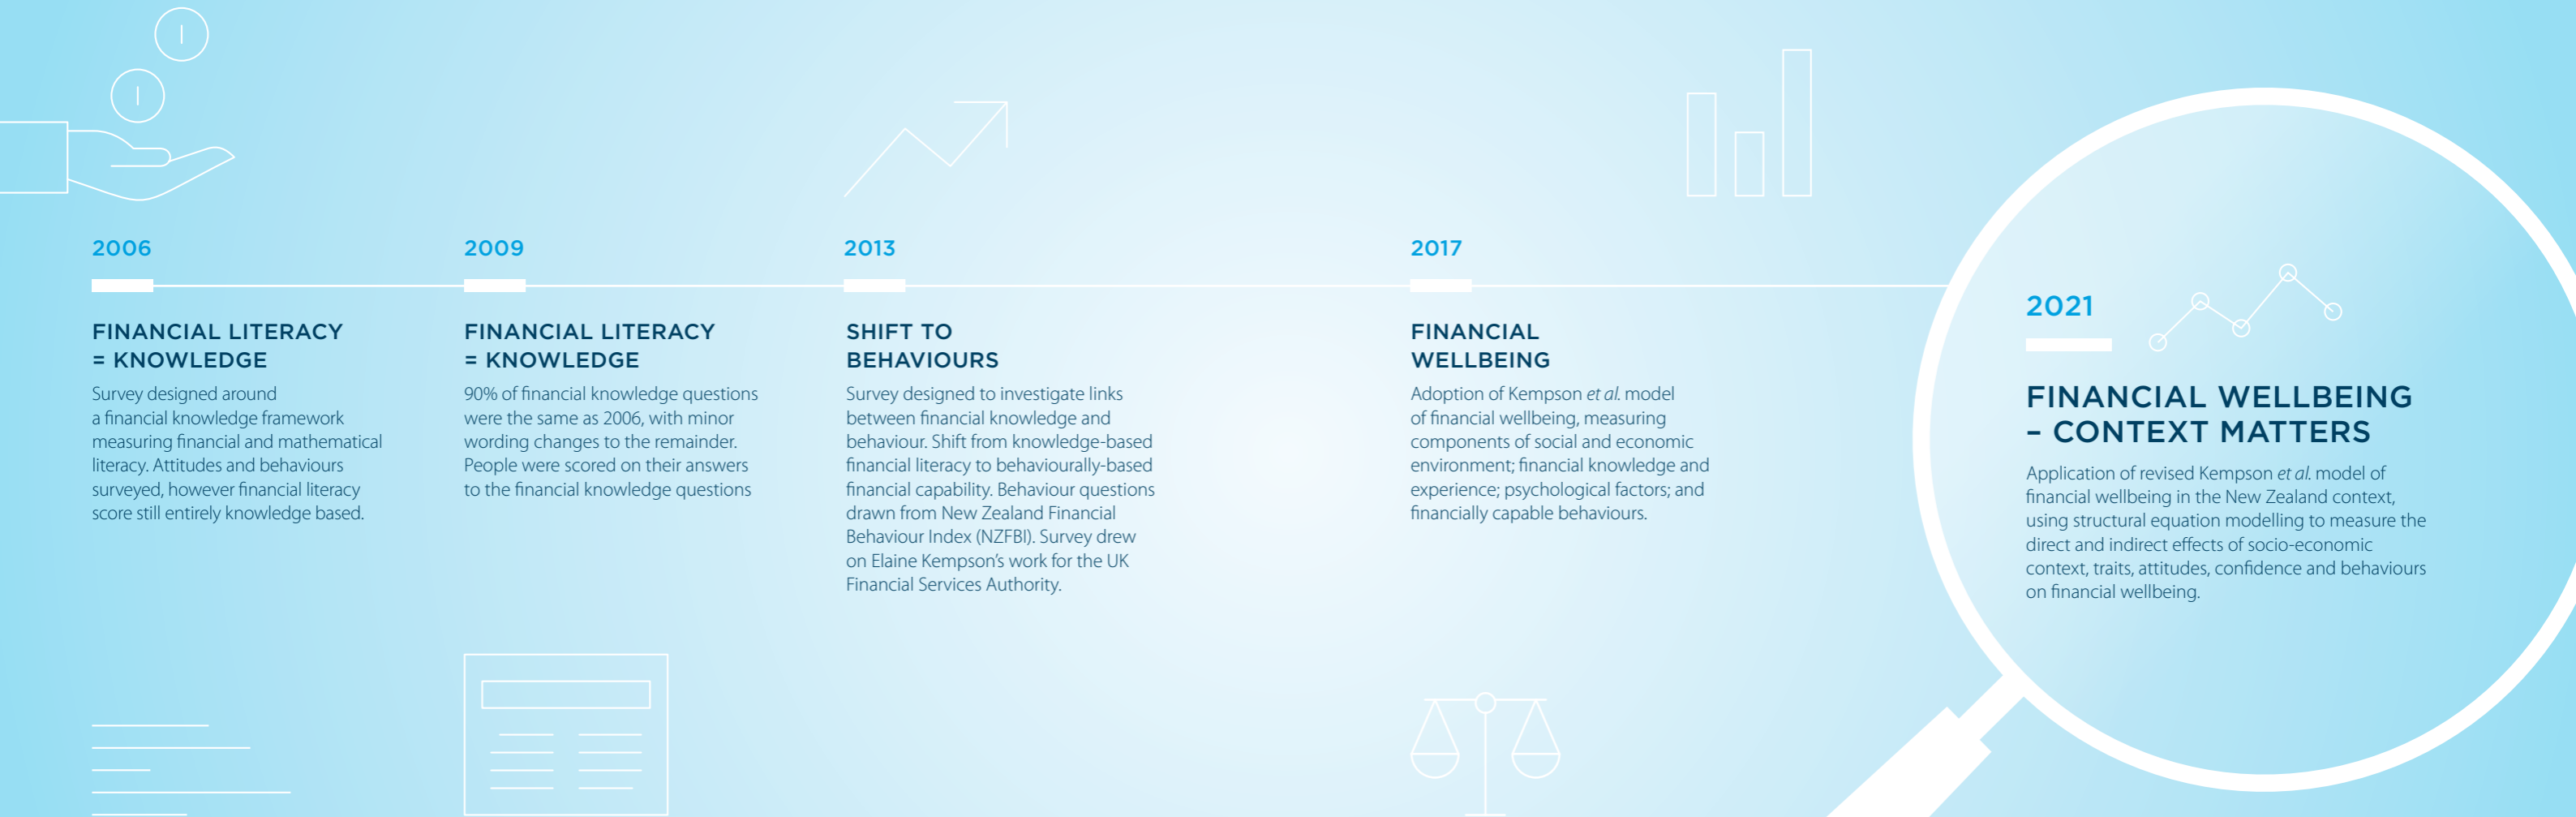 2006
FINANCIAL LITERACY
= KNOWLEDGE
Survey designed around
a financial knowledge framework
measuring financial and mathematical
literacy. Attitudes and behaviours
surveyed, however financial literacy
score still entirely knowledge based.
2009
FINANCIAL LITERACY
= KNOWLEDGE
90% of financial knowledge questions
were the same as 2006, with minor
wording changes to the remainder.
People were scored on their answers
to the financial knowledge questions
2013
SHIFT TO
BEHAVIOURS
Survey designed to investigate links
between financial knowledge and
behaviour. Shift from knowledge-based
financial literacy to behaviourally-based
financial capability. Behaviour questions
drawn from New Zealand Financial
Behaviour Index (NZFBI). Survey drew
on Elaine Kempson's work for the UK
Financial Services Authority.
2017
FINANCIAL
WELLBEING
Adoption of Kempson et al. model
of financial wellbeing, measuring
components of social and economic
environment; financial knowledge and
experience; psychological factors; and
financially capable behaviours.
2021
FINANCIAL WELLBEING
– CONTEXT MATTERS
Application of revised Kempson et al. model of
financial wellbeing in the New Zealand context,
using structural equation modelling to measure the
direct and indirect effects of socio-economic
context, traits, attitudes, confidence and behaviours
on financial wellbeing.